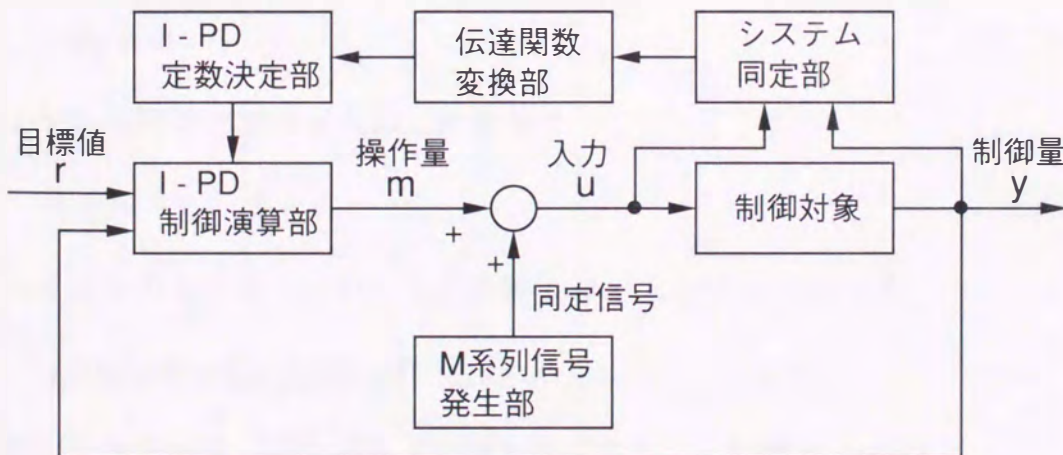 I - PD
定数決定部
伝達関数
変換部
システム
同定部
目標値
r
I - PD
制御演算部
操作量
m
+
+
入力
u
制御対象
制御量
y
同定信号
M系列信号
発生部